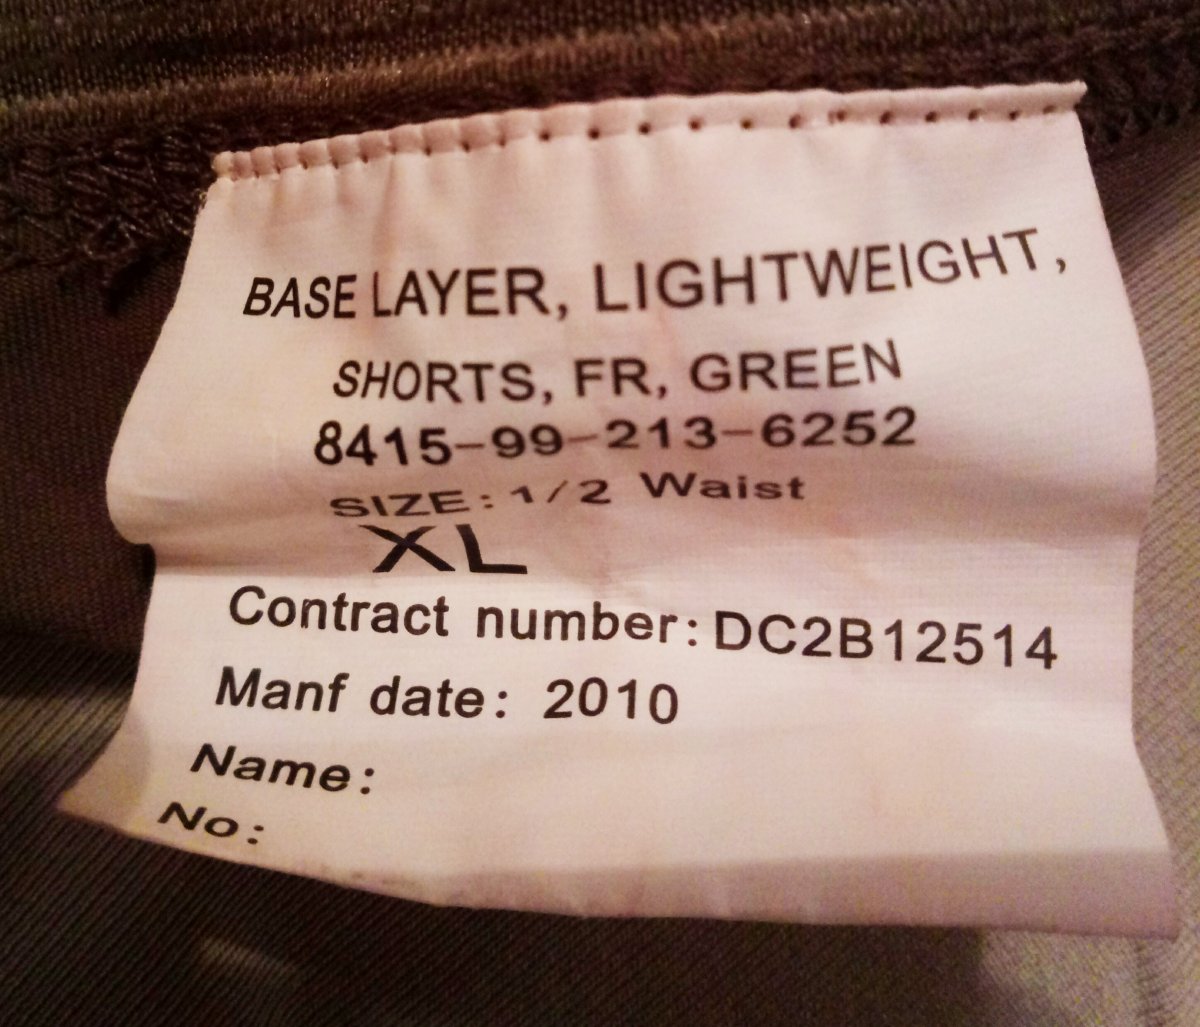 BASE LAYER, LIGHTWEIGHT,
SHORTS, FR, GREEN
8415-99-213-6252
SIZE: 1/2 Waist
XL
Contract number: DC2B12514
Manf date: 2010
Name:
No: